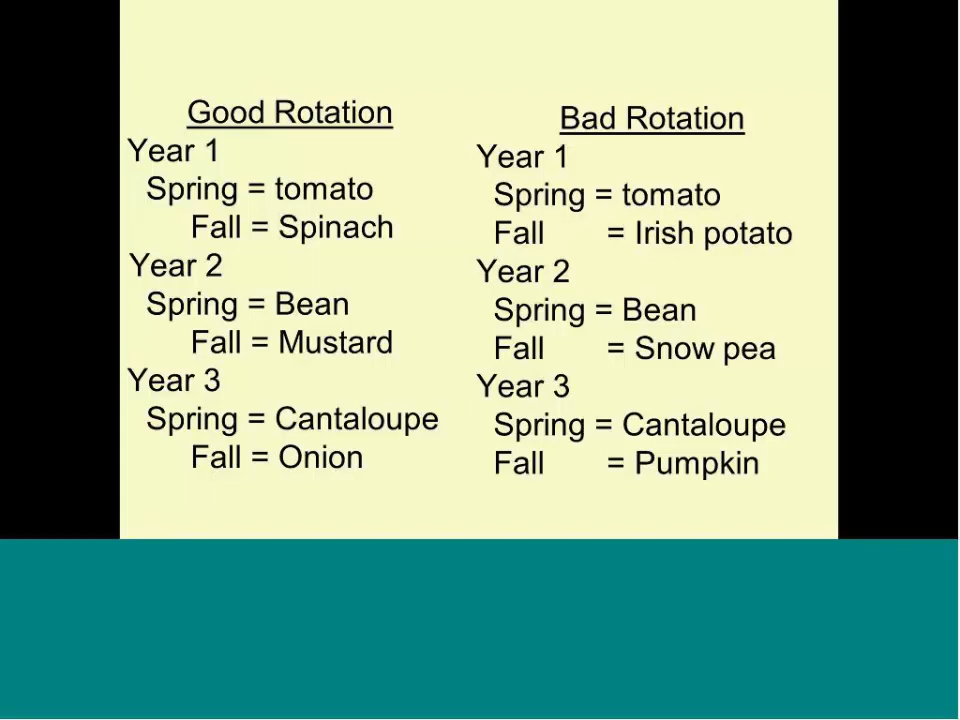 Good Rotation
Year 1
Spring = tomato
Fall = Spinach
Year 2
Spring = Bean
Fall = Mustard
Year 3
Spring = Cantaloupe
Fall = Onion
Bad Rotation
Year 1
Spring = tomato
Fall = Irish potato
Year 2
Spring = Bean
Fall = Snow pea
Year 3
Spring = Cantaloupe
Fall = Pumpkin